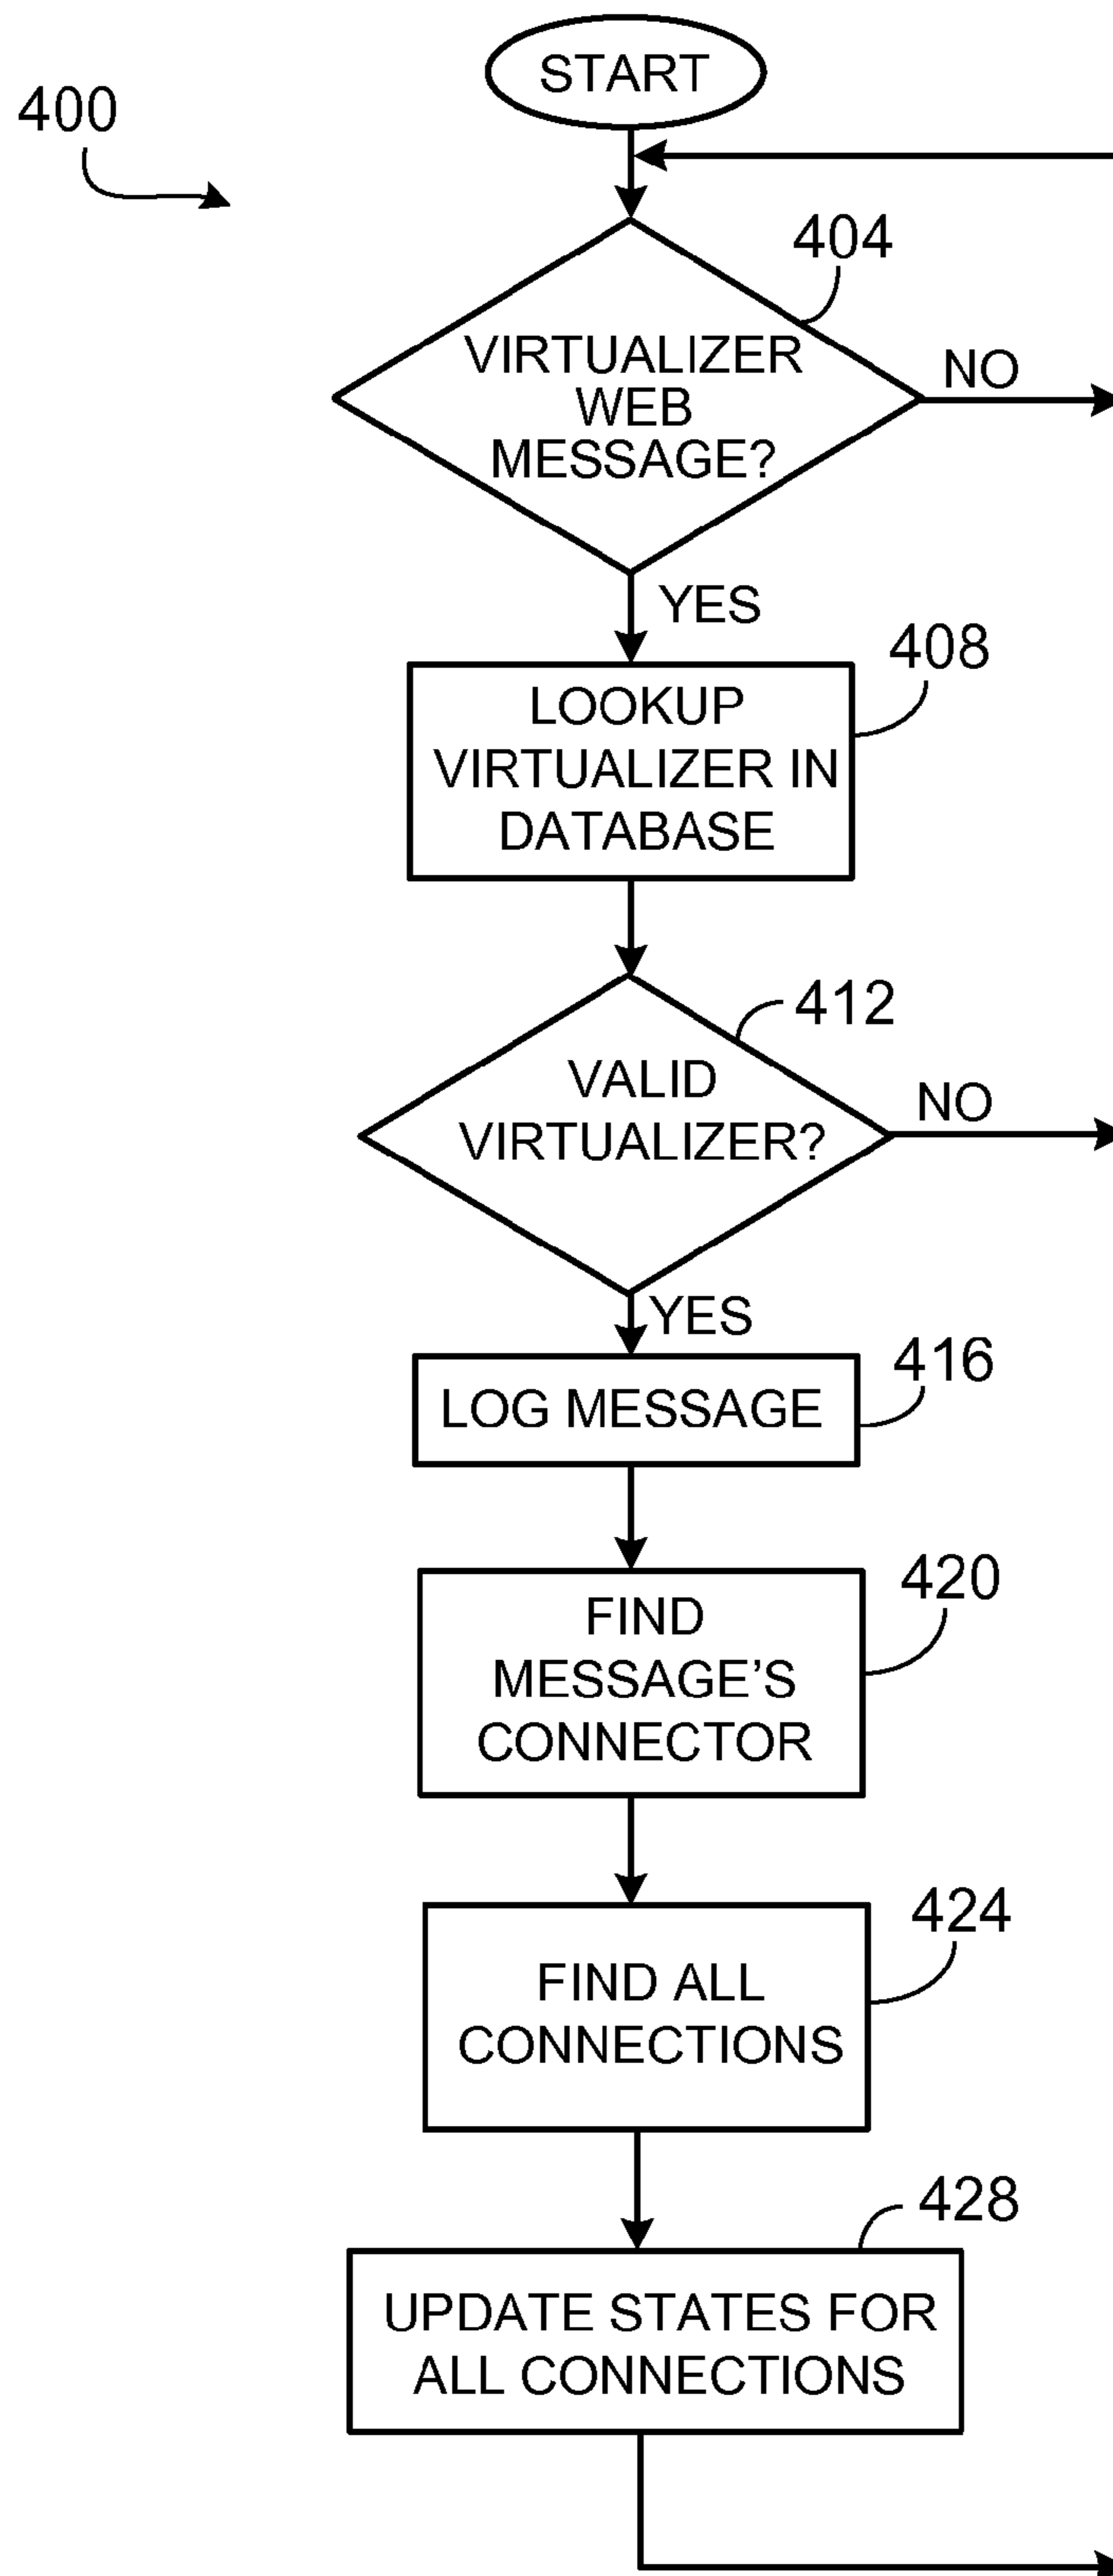 START
400
404
VIRTUALIZER
WEB
MESSAGE?
NO
YES
408
LOOKUP
VIRTUALIZER IN
DATABASE
412
VALID
VIRTUALIZER?
NO
YES
416
LOG MESSAGE
420
FIND
MESSAGE’S
CONNECTOR
424
FIND ALL
CONNECTIONS
428
UPDATE STATES FOR
ALL CONNECTIONS